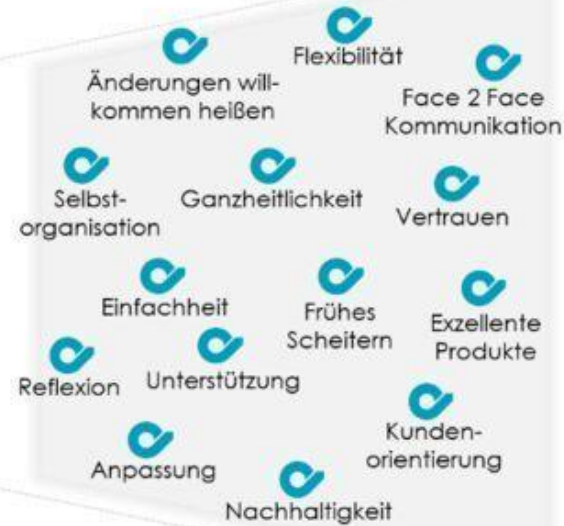 Flexibilität
Änderungen will-
kommen heißen
Face 2 Face
Kommunikation
Selbst-
organisation
Ganzheitlichkeit
Vertrauen
Einfachheit
Frühes
Scheitern
Exzellente
Produkte
Reflexion
Unterstützung
Kunden-
orientierung
Anpassung
Nachhaltigkeit